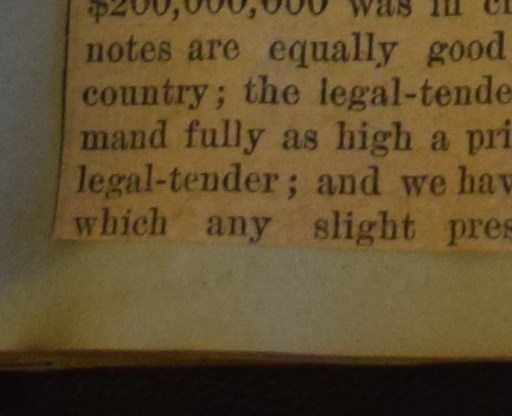 $200,000,000 was in
notes are equally good
country; the legal-tende
mand fully as high a pri
legal-tender; and we hav
which any slight pres